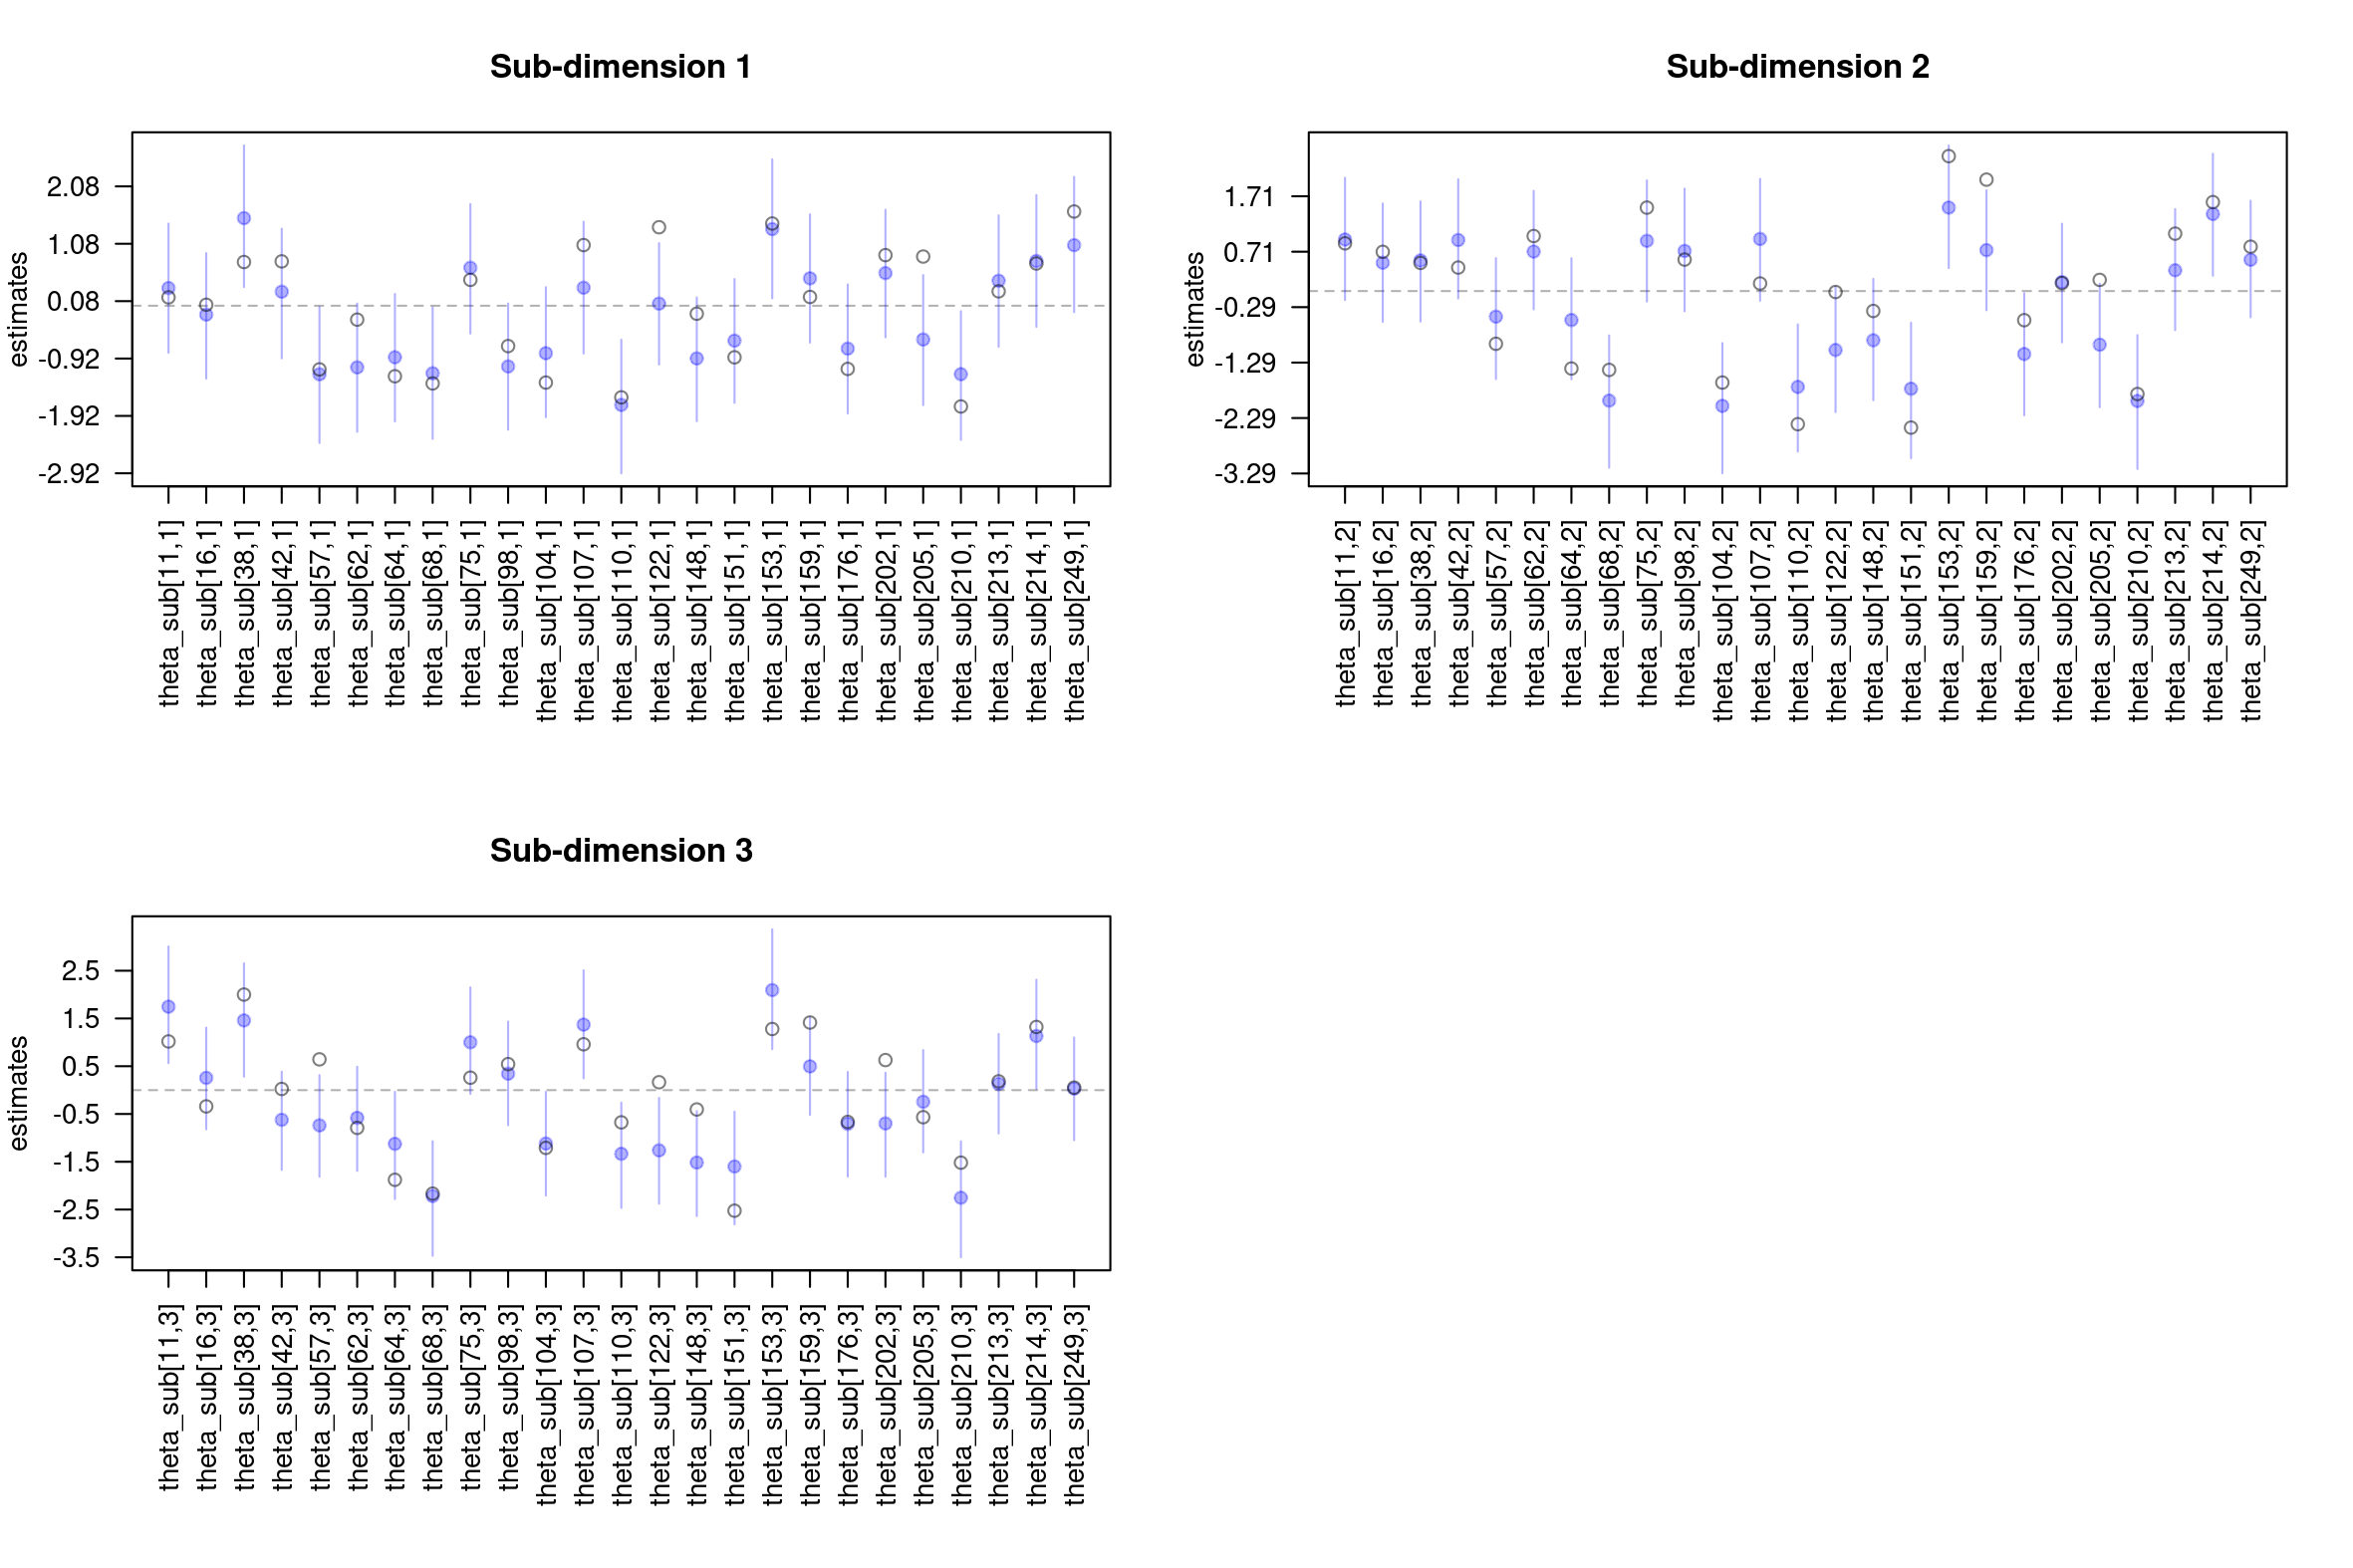 Sub-dimension 1
estimates
2.08
1.08
0.08
-0.92
-1.92
-2.92
theta_sub[11,1]
theta_sub[16,1]
theta_sub[38,1]
theta_sub[42,1]
theta_sub[57,1]
theta_sub[62,1]
theta_sub[64,1]
theta_sub[68,1]
theta_sub[75,1]
theta_sub[98,1]
theta_sub[104,1]
theta_sub[107,1]
theta_sub[110,1]
theta_sub[122,1]
theta_sub[148,1]
theta_sub[151,1]
theta_sub[153,1]
theta_sub[159,1]
theta_sub[176,1]
theta_sub[202,1]
theta_sub[205,1]
theta_sub[210,1]
theta_sub[213,1]
theta_sub[214,1]
theta_sub[249,1]
Sub-dimension 2
estimates
1.71
0.71
-0.29
-1.29
-2.29
-3.29
theta_sub[11,2]
theta_sub[16,2]
theta_sub[38,2]
theta_sub[42,2]
theta_sub[57,2]
theta_sub[62,2]
theta_sub[64,2]
theta_sub[68,2]
theta_sub[75,2]
theta_sub[98,2]
theta_sub[104,2]
theta_sub[107,2]
theta_sub[110,2]
theta_sub[122,2]
theta_sub[148,2]
theta_sub[151,2]
theta_sub[153,2]
theta_sub[159,2]
theta_sub[176,2]
theta_sub[202,2]
theta_sub[205,2]
theta_sub[210,2]
theta_sub[213,2]
theta_sub[214,2]
theta_sub[249,2]
Sub-dimension 3
estimates
2.5
1.5
0.5
-0.5
-1.5
-2.5
-3.5
theta_sub[11,3]
theta_sub[16,3]
theta_sub[38,3]
theta_sub[42,3]
theta_sub[57,3]
theta_sub[62,3]
theta_sub[64,3]
theta_sub[68,3]
theta_sub[75,3]
theta_sub[98,3]
theta_sub[104,3]
theta_sub[107,3]
theta_sub[110,3]
theta_sub[122,3]
theta_sub[148,3]
theta_sub[151,3]
theta_sub[153,3]
theta_sub[159,3]
theta_sub[176,3]
theta_sub[202,3]
theta_sub[205,3]
theta_sub[210,3]
theta_sub[213,3]
theta_sub[214,3]
theta_sub[249,3]